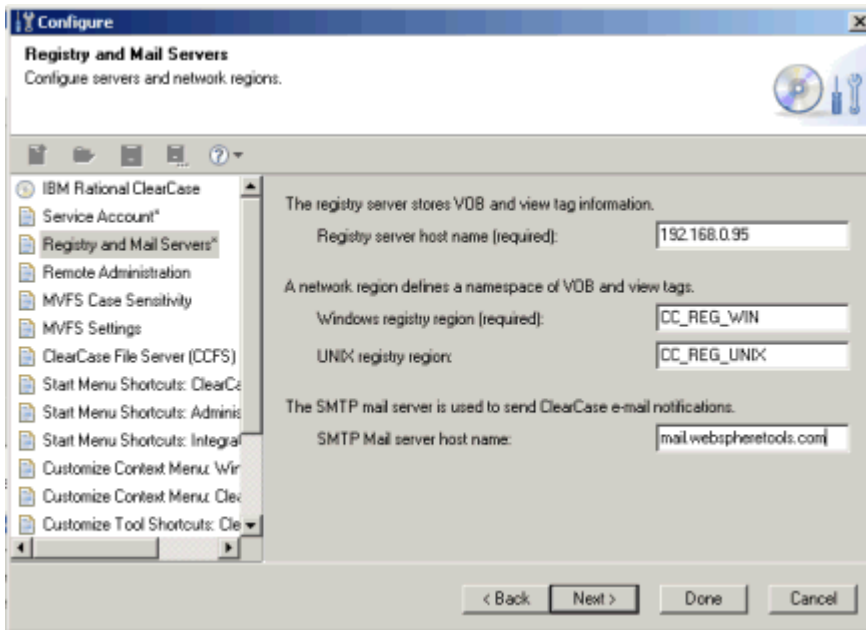 Configure
Registry and Mail Servers
Configure servers and network regions.
IBM Rational ClearCase
Service Account*
Registry and Mail Servers*
Remote Administration
MVFS Case Sensitivity
MVFS Settings
ClearCase File Server (CCFS)
Start Menu Shortcuts: ClearCa
Start Menu Shortcuts: Adminis
Start Menu Shortcuts: Integrat
Customize Context Menu: Win
Customize Context Menu: Clea
Customize Tool Shortcuts: Cle
The registry server stores VOB and view tag information.
Registry server host name (required): 192.168.0.95
A network region defines a namespace of VOB and view tags.
Windows registry region (required): CC_REG_WIN
UNIX registry region: CC_REG_UNIX
The SMTP mail server is used to send ClearCase e-mail notifications.
SMTP Mail server host name: mail.webspheretools.com
< Back Next > Done Cancel